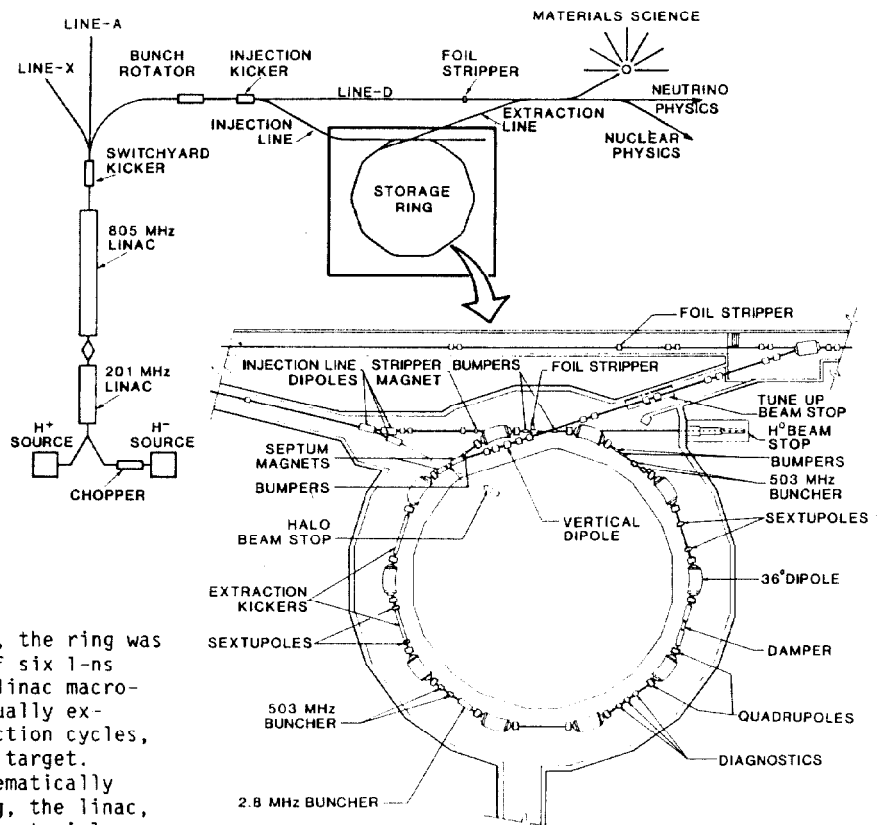 MATERIALS SCIENCE
LINE-A
LINE-X
BUNCH
ROTATOR
INJECTION
KICKER
FOIL
STRIPPER
LINE-D
NEUTRINO
PHYSICS
INJECTION
LINE
EXTRACTION
LINE
NUCLEAR
PHYSICS
SWITCHYARD
KICKER
STORAGE
RING
805 MHz
LINAC
201 MHz
LINAC
H+
SOURCE
H−
SOURCE
CHOPPER
FOIL STRIPPER
INJECTION LINE
DIPOLES
STRIPPER
MAGNET
BUMPERS
FOIL STRIPPER
TUNE UP
BEAM STOP
H° BEAM
STOP
SEPTUM
MAGNETS
BUMPERS
BUMPERS
503 MHz
BUNCHER
HALO
BEAM STOP
VERTICAL
DIPOLE
SEXTUPOLES
36° DIPOLE
EXTRACTION
KICKERS
SEXTUPOLES
DAMPER
503 MHz
BUNCHER
QUADRUPOLES
DIAGNOSTICS
2.8 MHz BUNCHER
, the ring was
f six 1-ns
linac macro-
ually ex-
ction cycles,
target.
ematically
g, the linac,